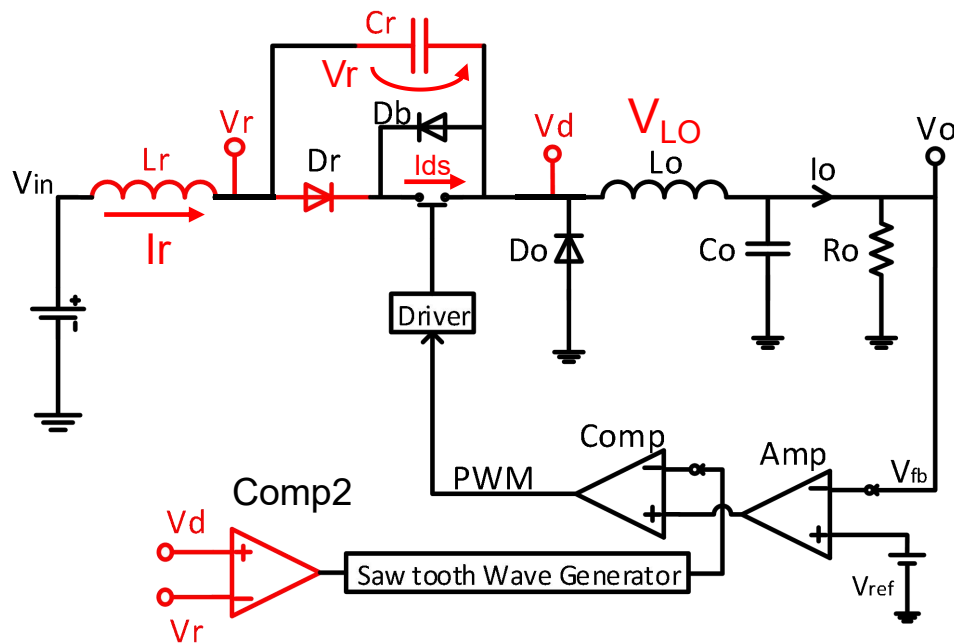 Cr
Vr
Vr
Db
Vd
VLO
Vo
Lr
Dr
Ids
Lo
Io
Vin
Ir
Do
Co
Ro
Driver
Comp
Amp
PWM
Vfb
Comp2
Vd
Saw tooth Wave Generator
Vref
Vr